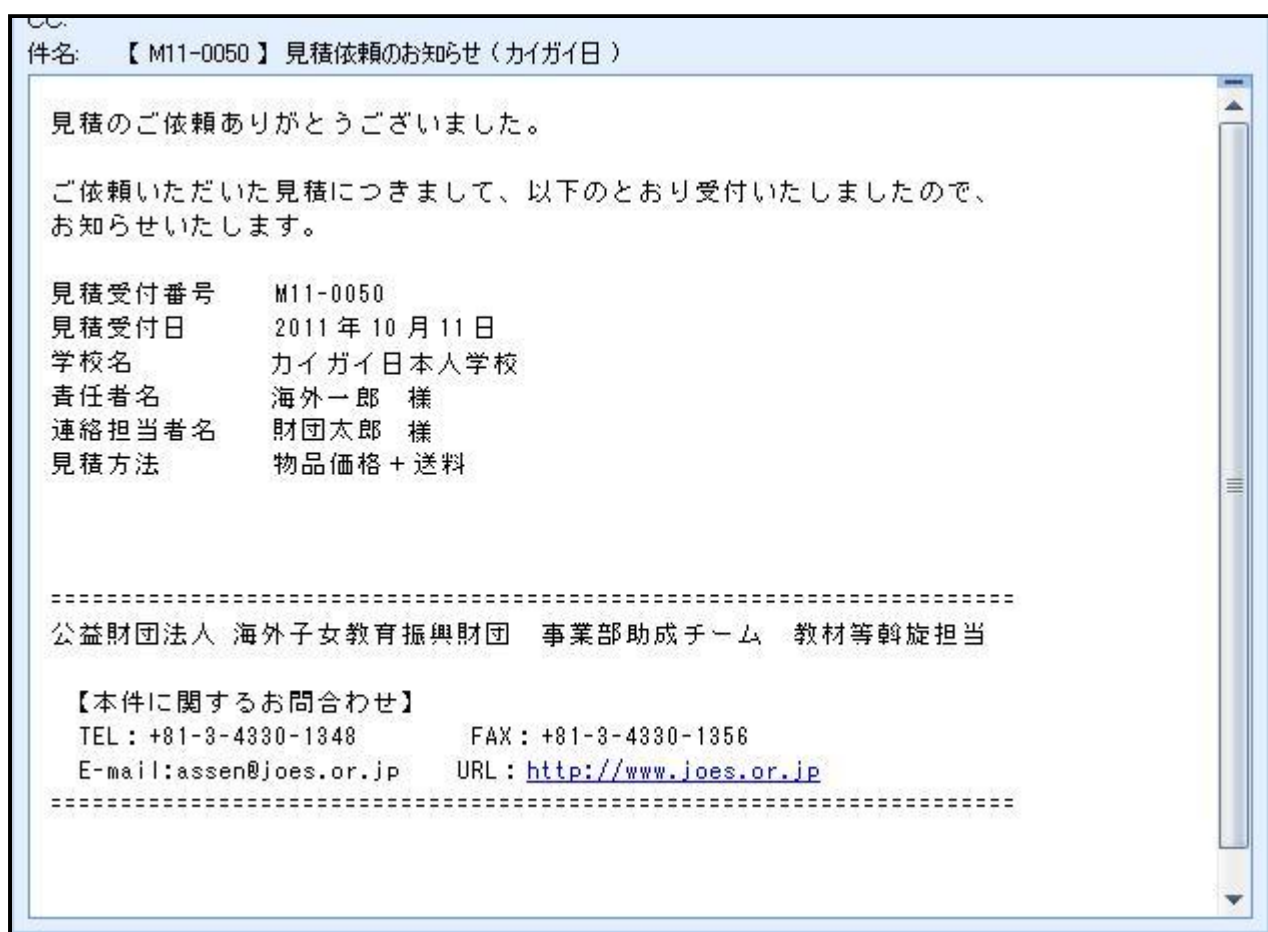 CC:
件名: 【 M11-0050 】 見積依頼のお知らせ ( カイガイ日 )
見積のご依頼ありがとうございました。
ご依頼いただいた見積につきまして、以下のとおり受付いたしましたので、
お知らせいたします。
見積受付番号 M11-0050
見積受付日 2011 年 10 月 11 日
学校名 カイガイ日本人学校
責任者名 海外一郎 様
連絡担当者名 財団太郎 様
見積方法 物品価格 + 送料
=====================================================================
公益財団法人 海外子女教育振興財団 事業部助成チーム 教材等斡旋担当
【本件に関するお問合わせ】
TEL : +81-3-4330-1348 FAX : +81-3-4330-1356
E-mail:assen@joes.or.jp URL : http://www.joes.or.jp
=====================================================================